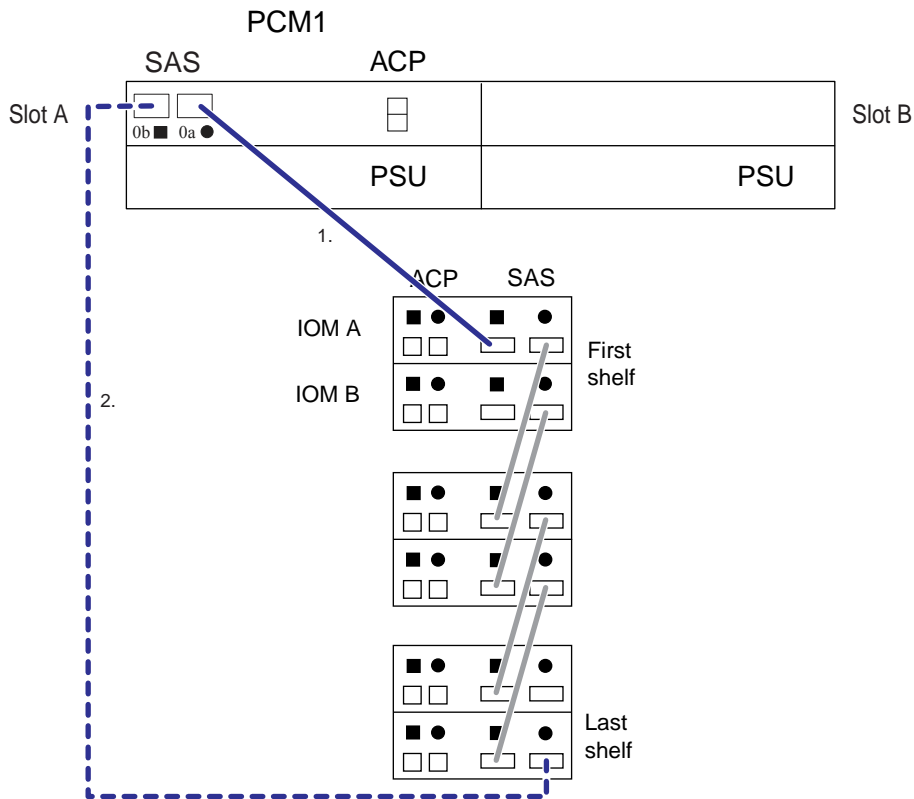 PCM1
SAS ACP
Slot A Slot B
0b 0a
PSU PSU
1.
ACP SAS
IOM A
First
shelf
IOM B
2.
Last
shelf